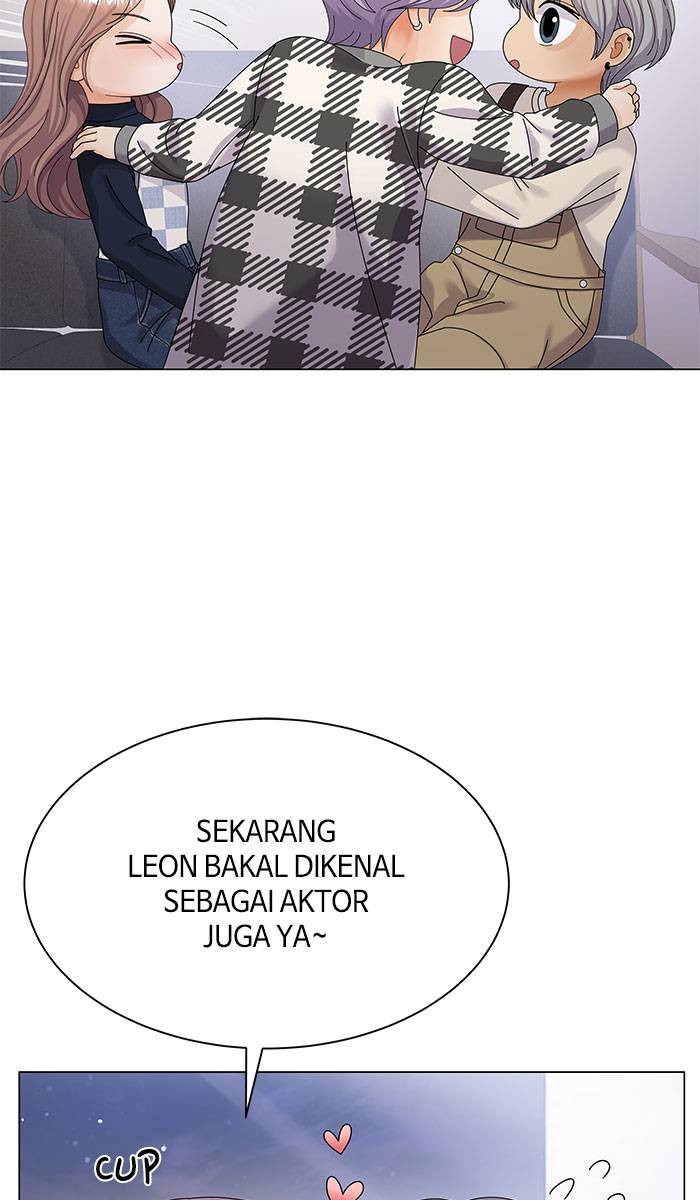 SEKARANG
LEON BAKAL DIKENAL
SEBAGAI AKTOR
JUGA YA~
CUP